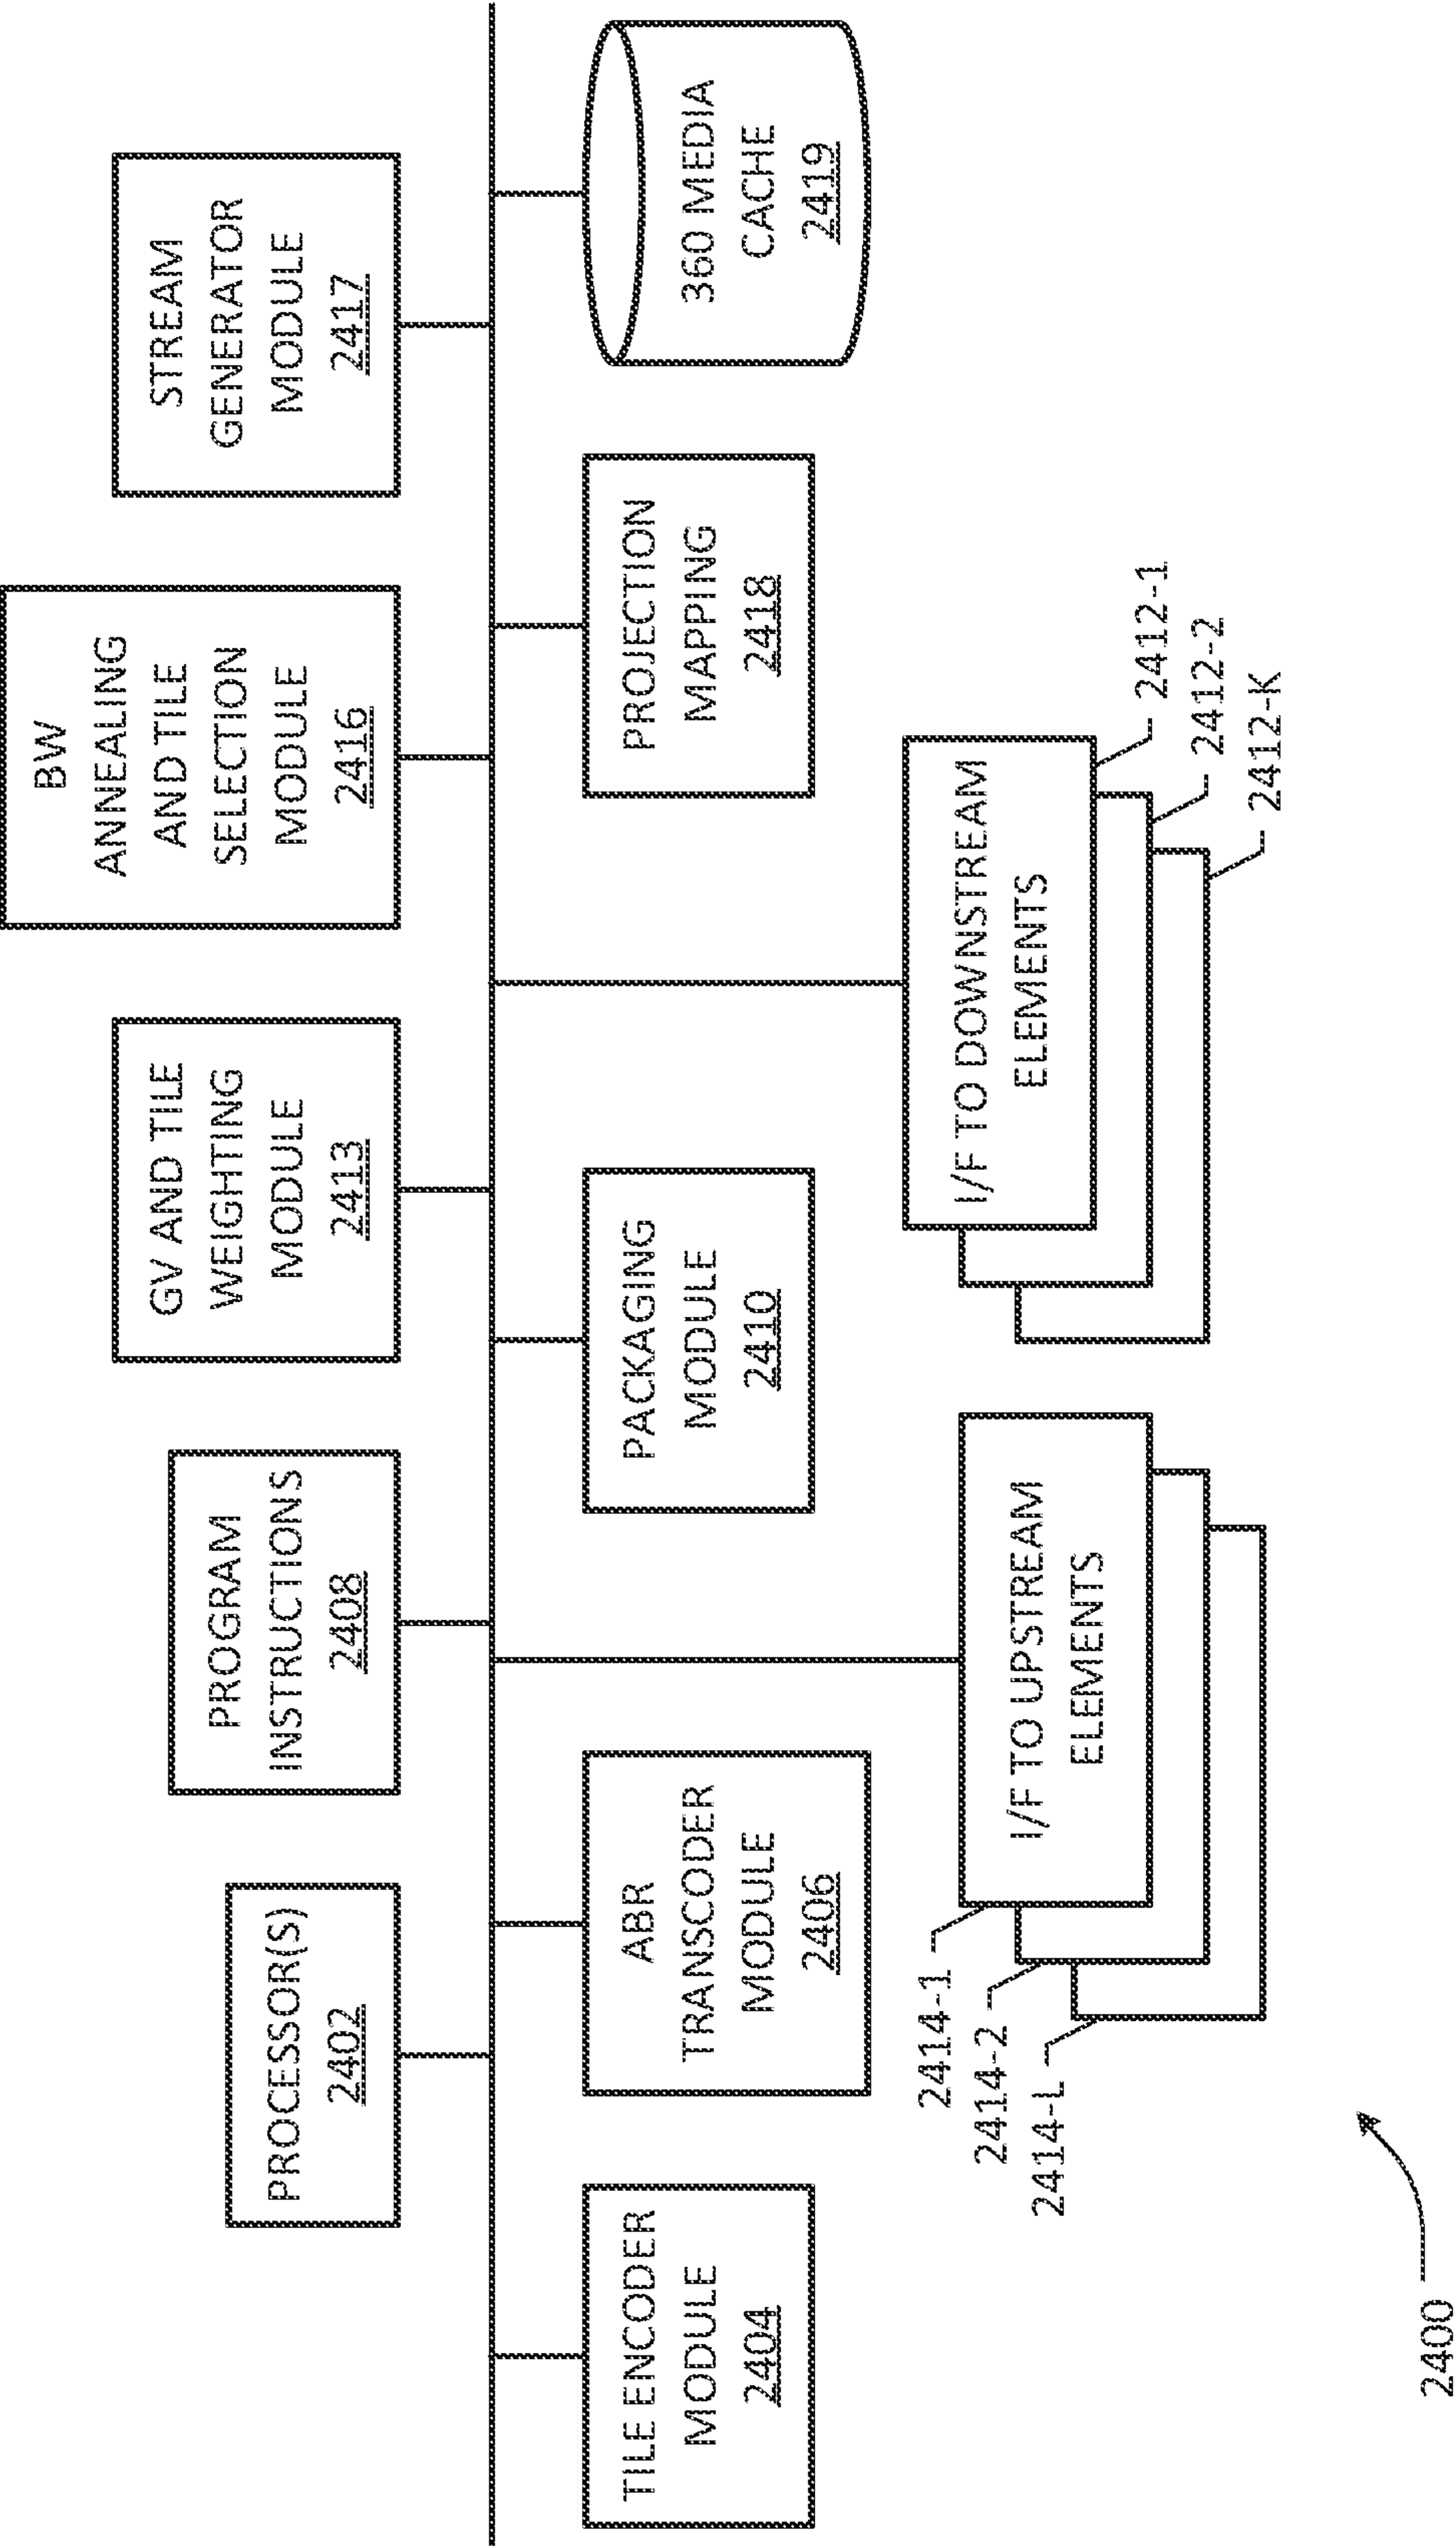 PROCESSOR(S)
2402
PROGRAM
INSTRUCTIONS
2408
GV AND TILE
WEIGHTING
MODULE
2413
BW
ANNEALING
AND TILE
SELECTION
MODULE
2416
STREAM
GENERATOR
MODULE
2417
TILE ENCODER
MODULE
2404
ABR
TRANSCODER
MODULE
2406
PACKAGING
MODULE
2410
PROJECTION
MAPPING
2418
360 MEDIA
CACHE
2419
I/F TO UPSTREAM
ELEMENTS
2414-1
2414-2
2414-L
I/F TO DOWNSTREAM
ELEMENTS
2412-1
2412-2
2412-K
2400